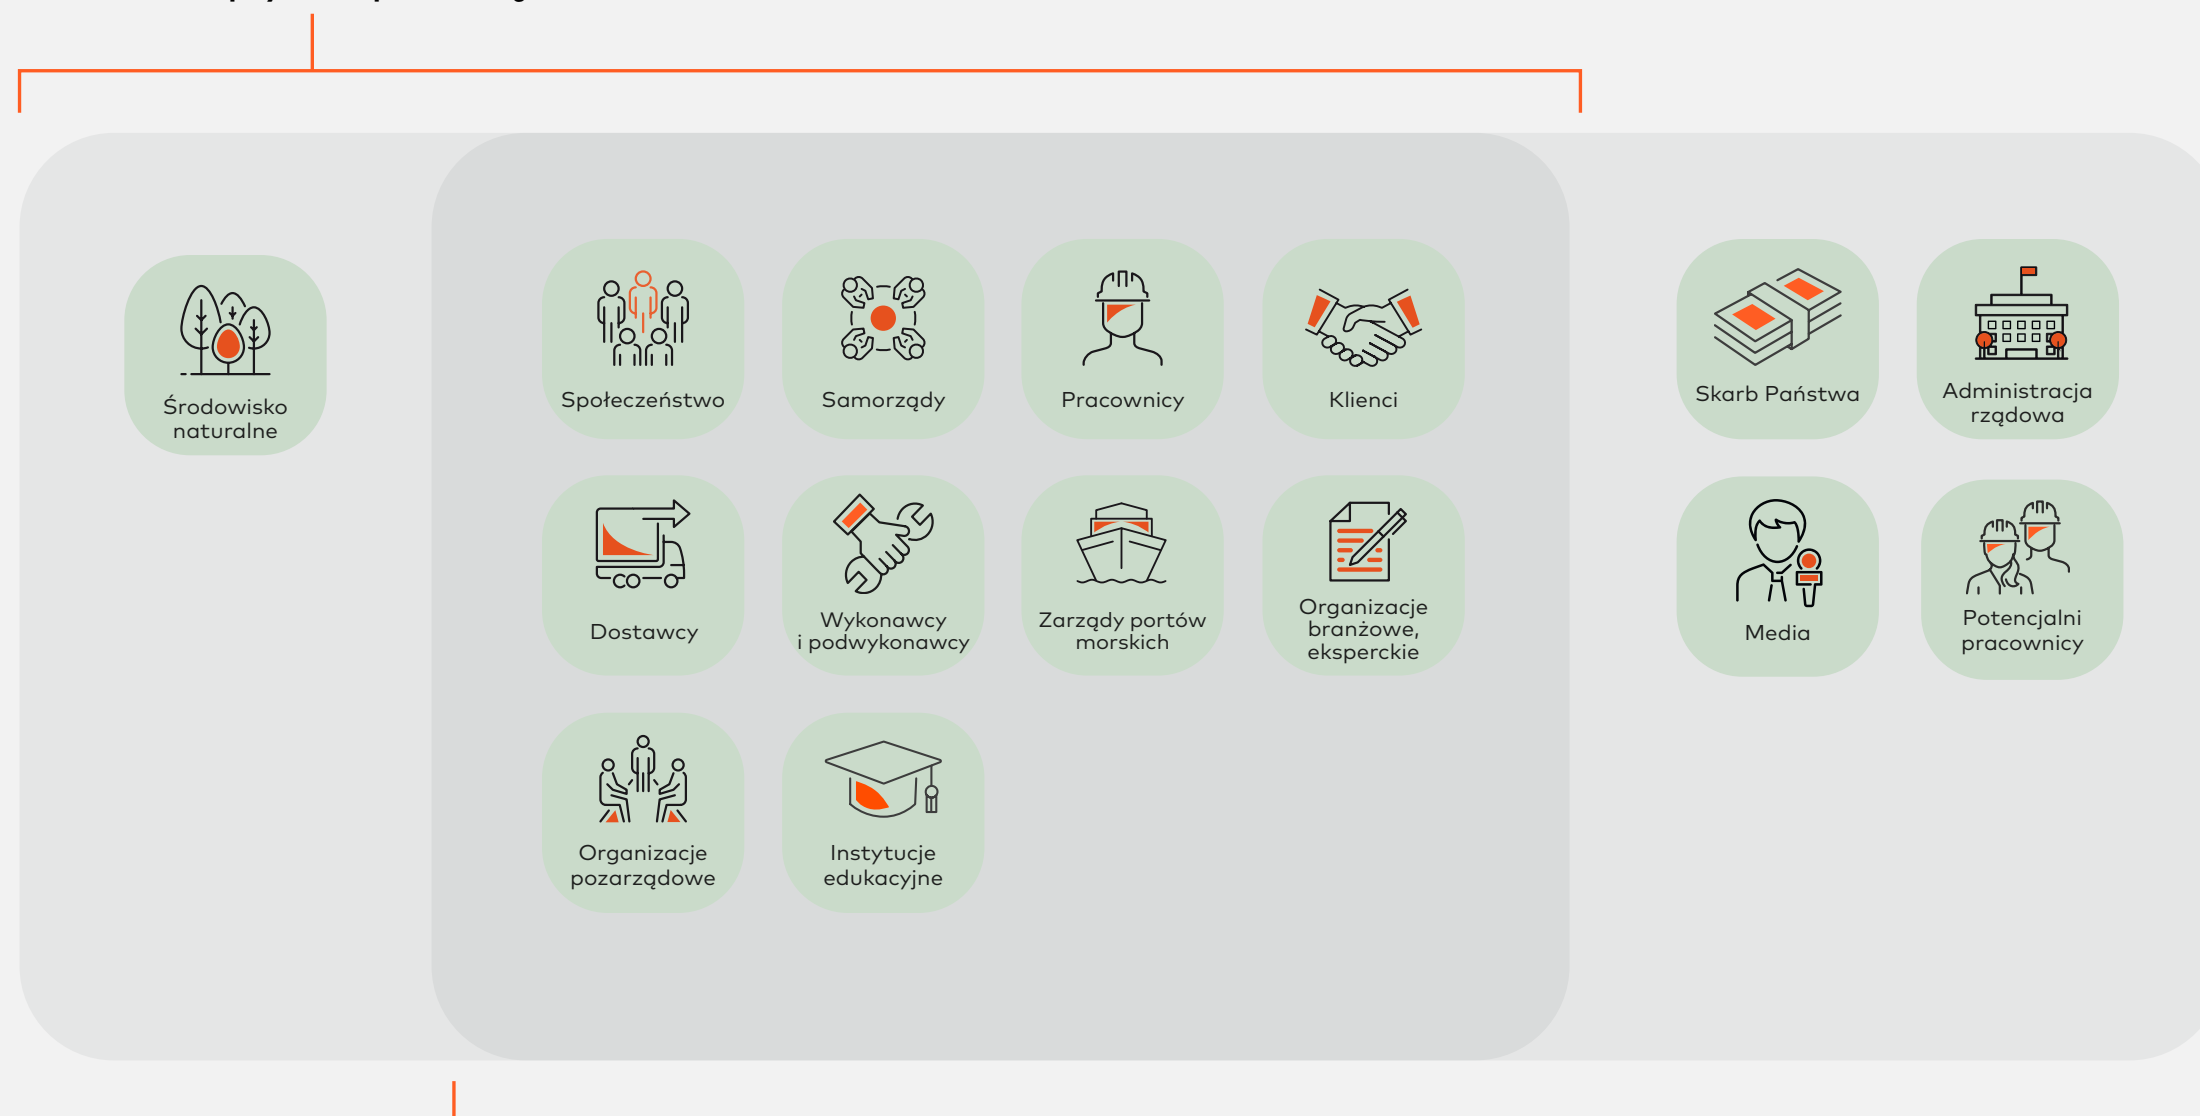 Środowisko
naturalne
Społeczeństwo
Samorządy
Pracownicy
Klienci
Dostawcy
Wykonawcy
i podwykonawcy
Zarządy portów
morskich
Organizacje
branżowe,
eksperckie
Organizacje
pozarządowe
Instytucje
edukacyjne
Skarb Państwa
Administracja
rządowa
Media
Potencjalni
pracownicy